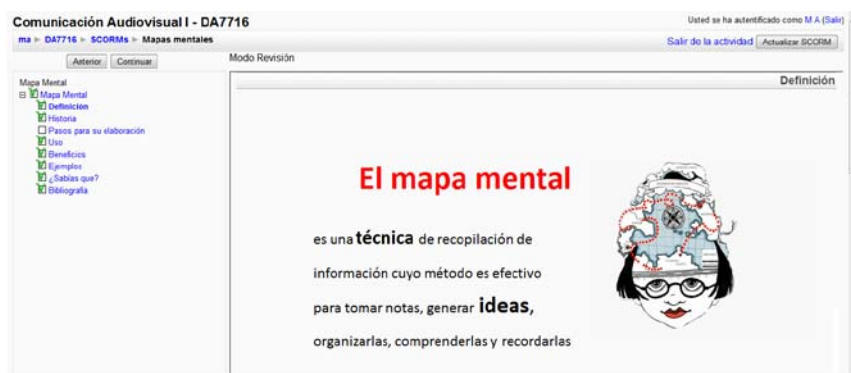 Comunicación Audiovisual I - DA7716
Usted se ha autentificado como M A (Salir)
ma ► DA7716 ► SCORMs ► Mapas mentales
Salir de la actividad Actualizar SCORM
Anterior Continuar
Modo Revisión
Mapa Mental
Mapa Mental
Definición
Historia
Pasos para su elaboración
Uso
Beneficios
Ejemplos
¿Sabías que?
Bibliografía
Definición
El mapa mental
es una técnica de recopilación de
información cuyo método es efectivo
para tomar notas, generar ideas,
organizarlas, comprenderlas y recordarlas